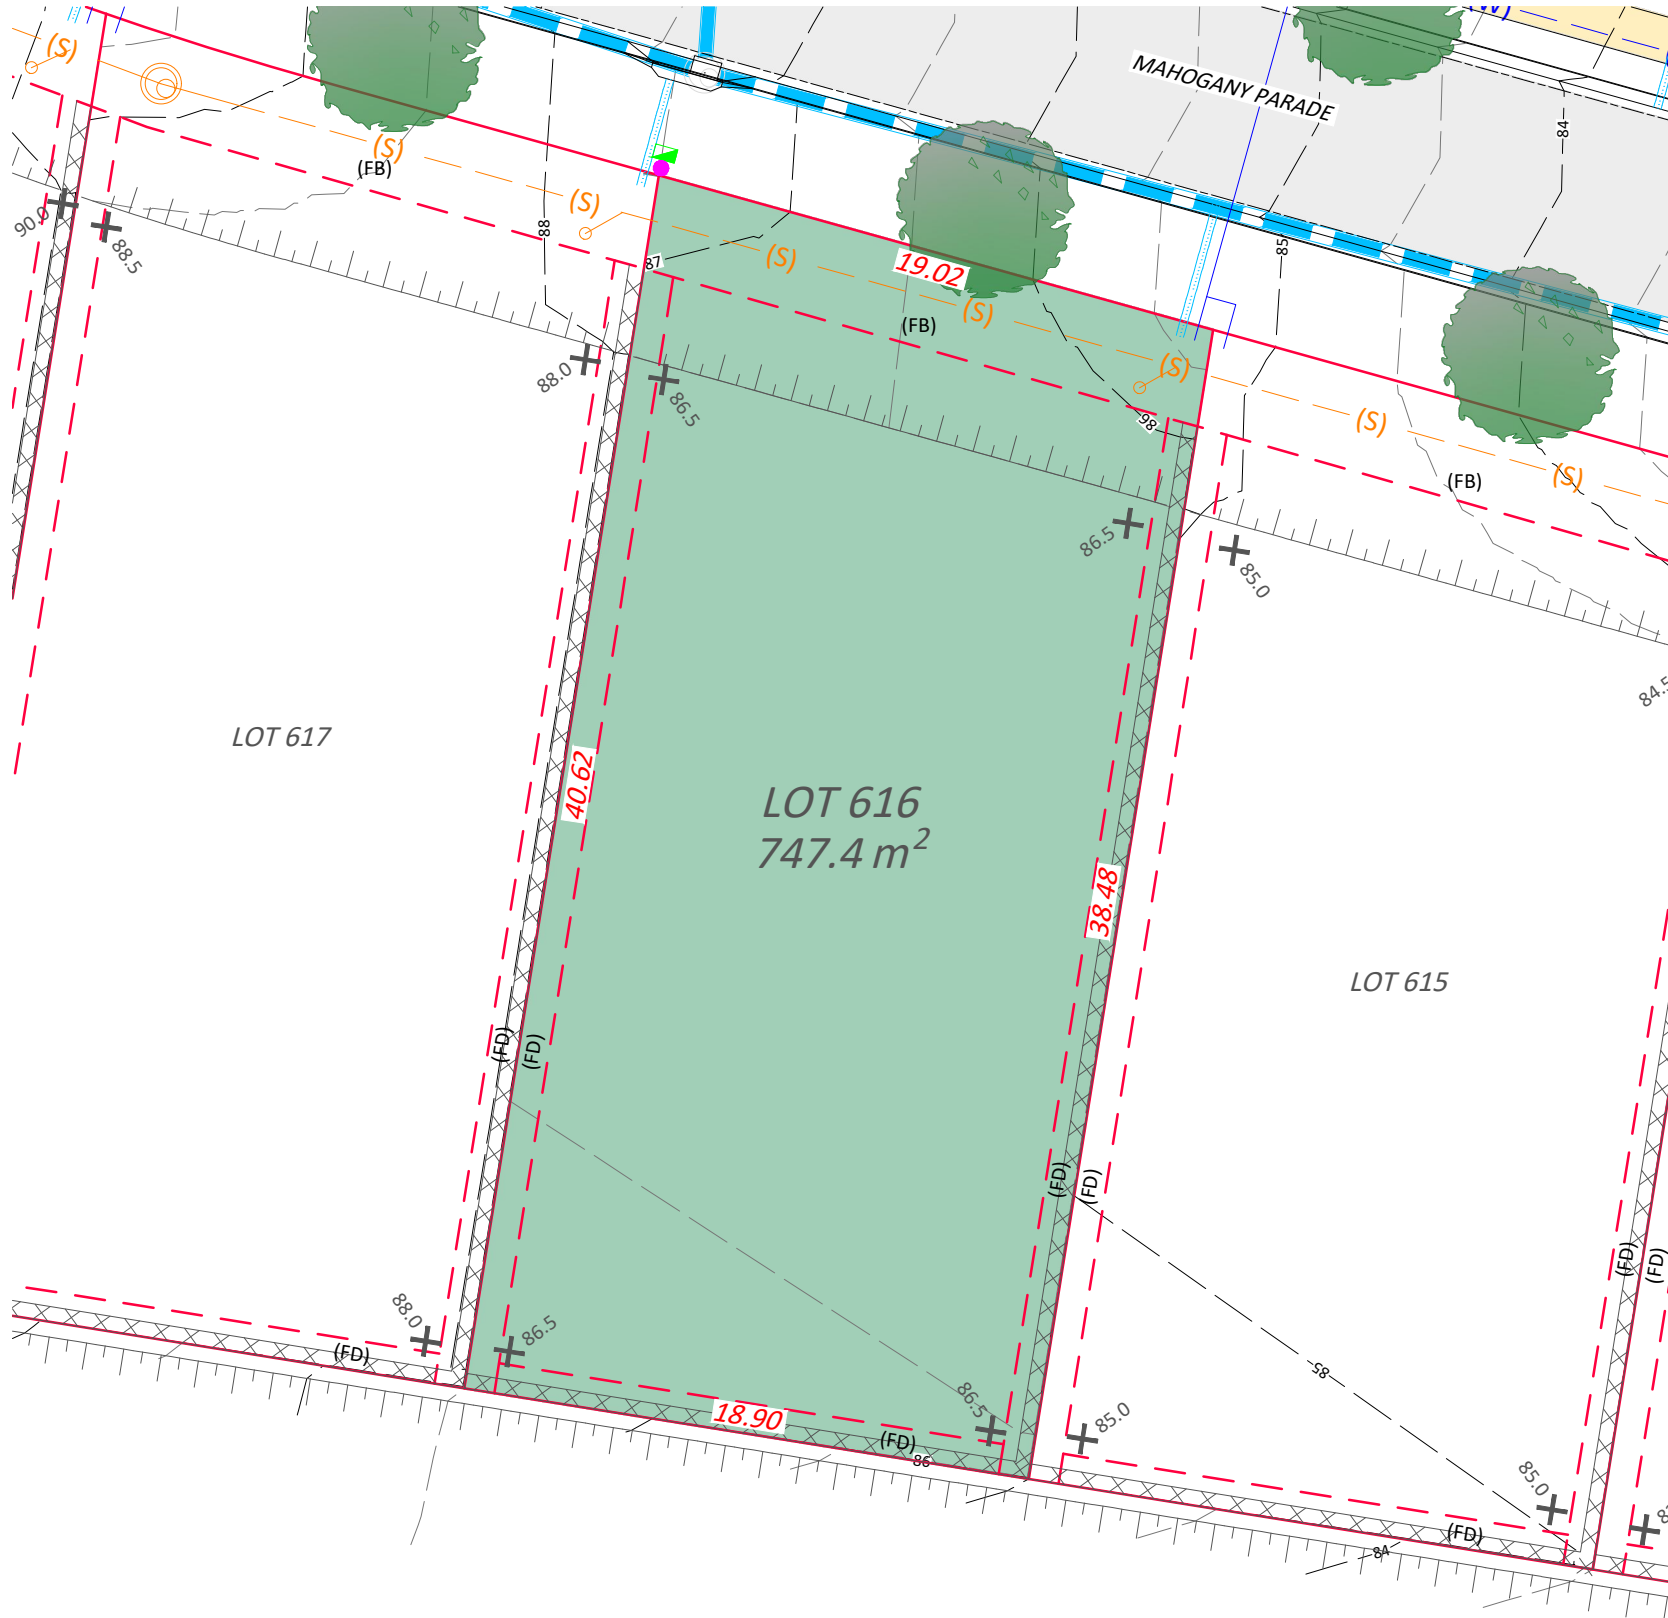 (W)
MAHOGANY PARADE
(S)
84
(S)
(FB)
(S)
90.0
88
88.5
87
(S)
19.02
85
(S)
(FB)
(S)
88.0
86.5
86
(S)
(FB)
(S)
86.5
85.0
84.5
LOT 617
40.62
LOT 616
747.4 m²
38.48
LOT 615
(FD)
(FD)
(FD)
(FD)
(FD)
(FD)
88.0
86.5
(FD)
85
86.5
18.90
(FD)
86
85.0
85.0
(FD)
84